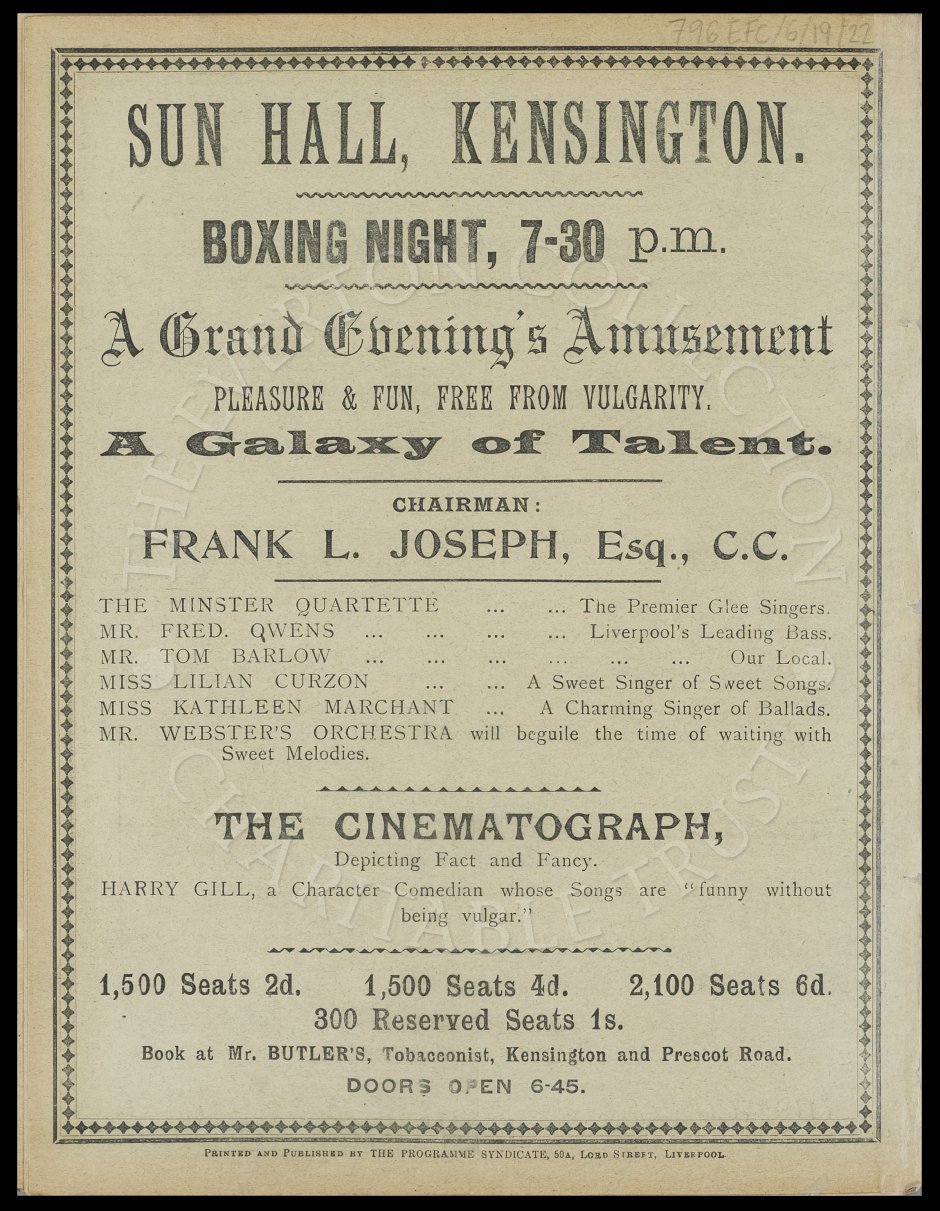 796 EFC/6/19/22
SUN HALL, KENSINGTON.
BOXING NIGHT, 7-30 p.m.
A Grand Evening's Amusement
PLEASURE & FUN, FREE FROM VULGARITY.
A Galaxy of Talent.
CHAIRMAN:
FRANK L. JOSEPH, Esq., C.C.
THE MINSTER QUARTETTE ... ... The Premier Glee Singers.
MR. FRED. QWENS ... ... ... ... Liverpool's Leading Bass.
MR. TOM BARLOW ... ... ... ... ... ... Our Local.
MISS LILIAN CURZON ... ... A Sweet Singer of Sweet Songs.
MISS KATHLEEN MARCHANT ... A Charming Singer of Ballads.
MR. WEBSTER'S ORCHESTRA will beguile the time of waiting with
Sweet Melodies.
THE CINEMATOGRAPH,
Depicting Fact and Fancy.
HARRY GILL, a Character Comedian whose Songs are "funny without
being vulgar."
1,500 Seats 2d. 1,500 Seats 4d. 2,100 Seats 6d.
300 Reserved Seats 1s.
Book at Mr. BUTLER'S, Tobacconist, Kensington and Prescot Road.
DOORS OPEN 6-45.
PRINTED AND PUBLISHED BY THE PROGRAMME SYNDICATE, 50A, LORD STREET, LIVERPOOL.
THE EVERTON COLLECTION
CHARITABLE TRUST